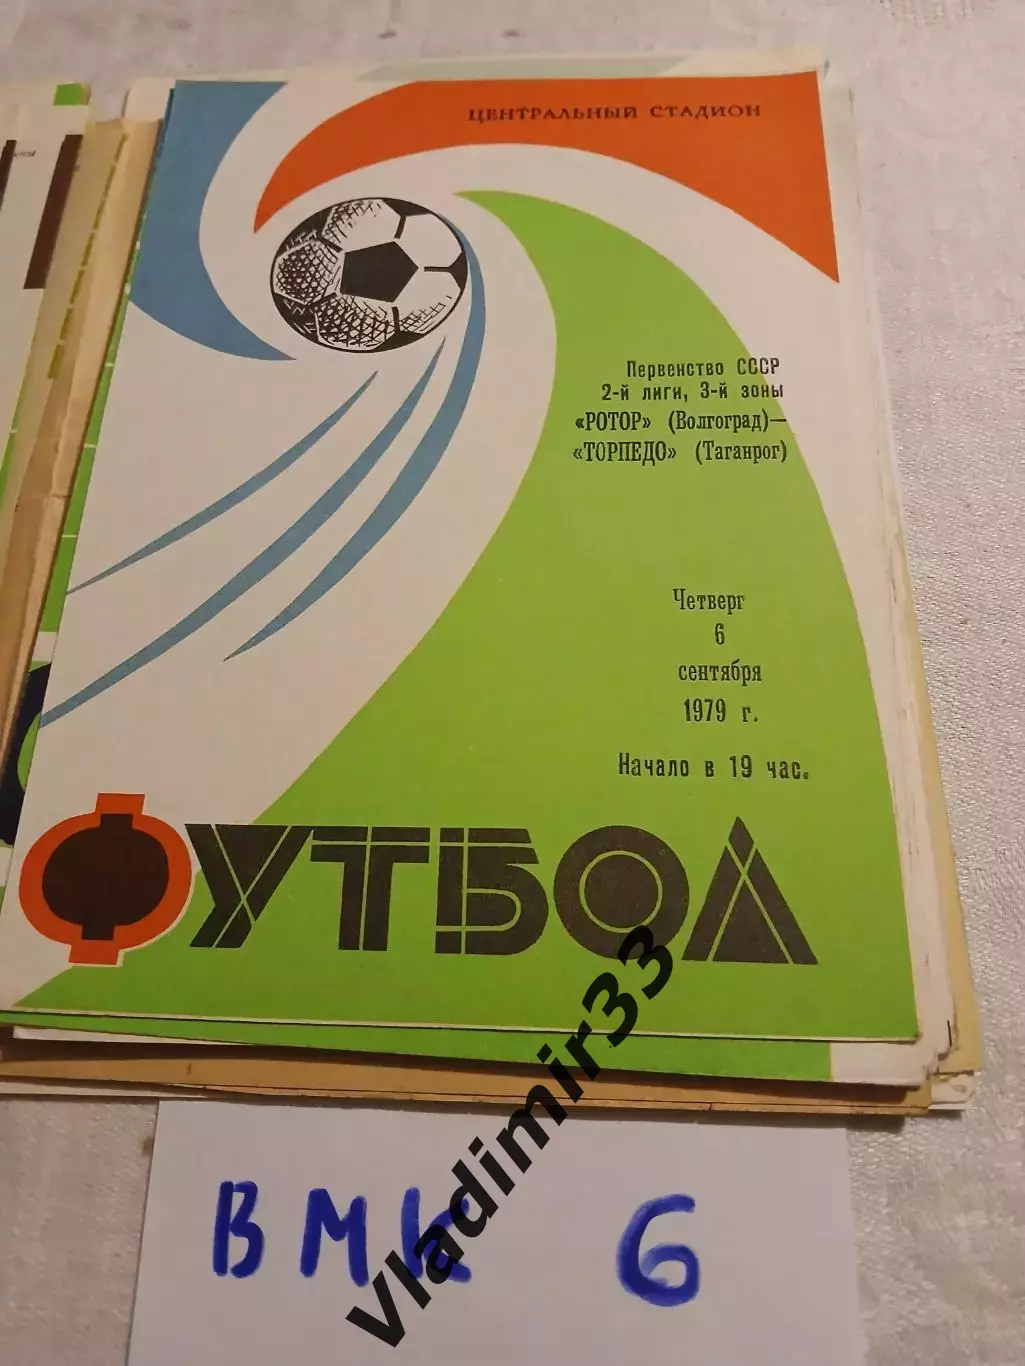 ЦЕНТРАЛЬНЫЙ СТАДИОН
Первенство СССР
2-й лиги, 3-й зоны
«РОТОР» (Волгоград)—
«ТОРПЕДО» (Таганрог)
Четверг
6
сентября
1979 г.
Начало в 19 час.
ФУТБОЛ
ВМК 6
Vladimir33